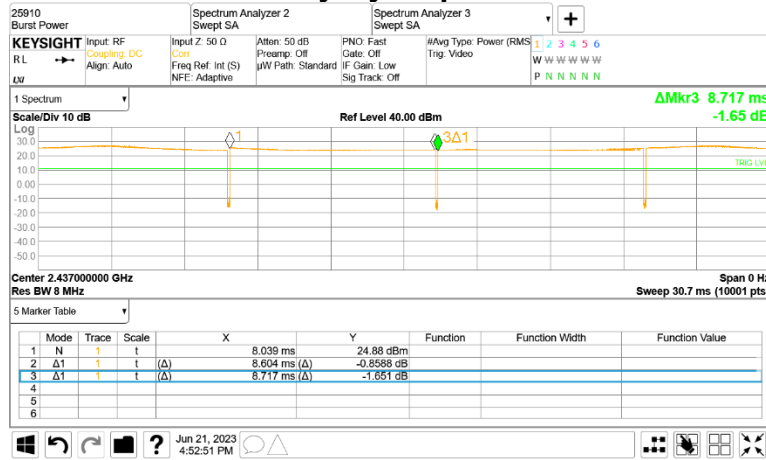 25910
Burst Power
Spectrum Analyzer 2
Swept SA
Spectrum Analyzer 3
Swept SA
KEYSIGHT
RL
LXI
Input: RF
Coupling: DC
Align: Auto
Input Z: 50 Ω
Corr
Freq Ref: Int (S)
NFE: Adaptive
Atten: 50 dB
Preamp: Off
µW Path: Standard
PNO: Fast
Gate: Off
IF Gain: Low
Sig Track: Off
#Avg Type: Power (RMS
Trig: Video
1 2 3 4 5 6
W W W W W W
P N N N N N
1 Spectrum
Scale/Div 10 dB
Ref Level 40.00 dBm
ΔMkr3 8.717 ms
-1.65 dB
Log
30.0
20.0
10.0
0.00
-10.0
-20.0
-30.0
-40.0
-50.0
1
3Δ1
TRIG LVL
Center 2.437000000 GHz
Res BW 8 MHz
Span 0 Hz
Sweep 30.7 ms (10001 pts
5 Marker Table
Mode Trace Scale X Y Function Function Width Function Value
1 N 1 t 8.039 ms 24.88 dBm
2 Δ1 1 t (Δ) 8.604 ms (Δ) -0.8588 dB
3 Δ1 1 t (Δ) 8.717 ms (Δ) -1.651 dB
4
5
6
?
Jun 21, 2023
4:52:51 PM